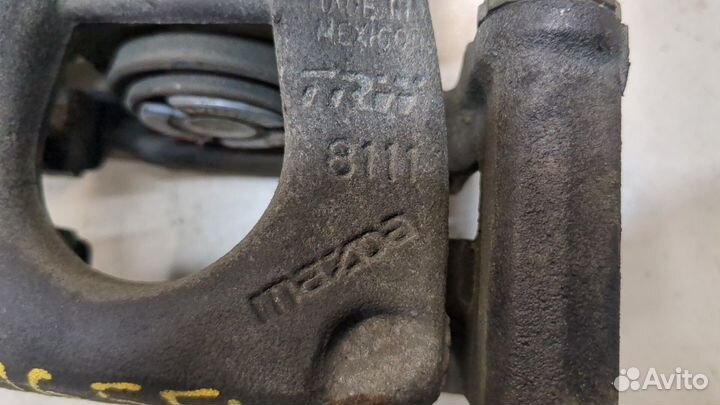 MADE IN
MEXICO
TRW
8111
mazda
Avito